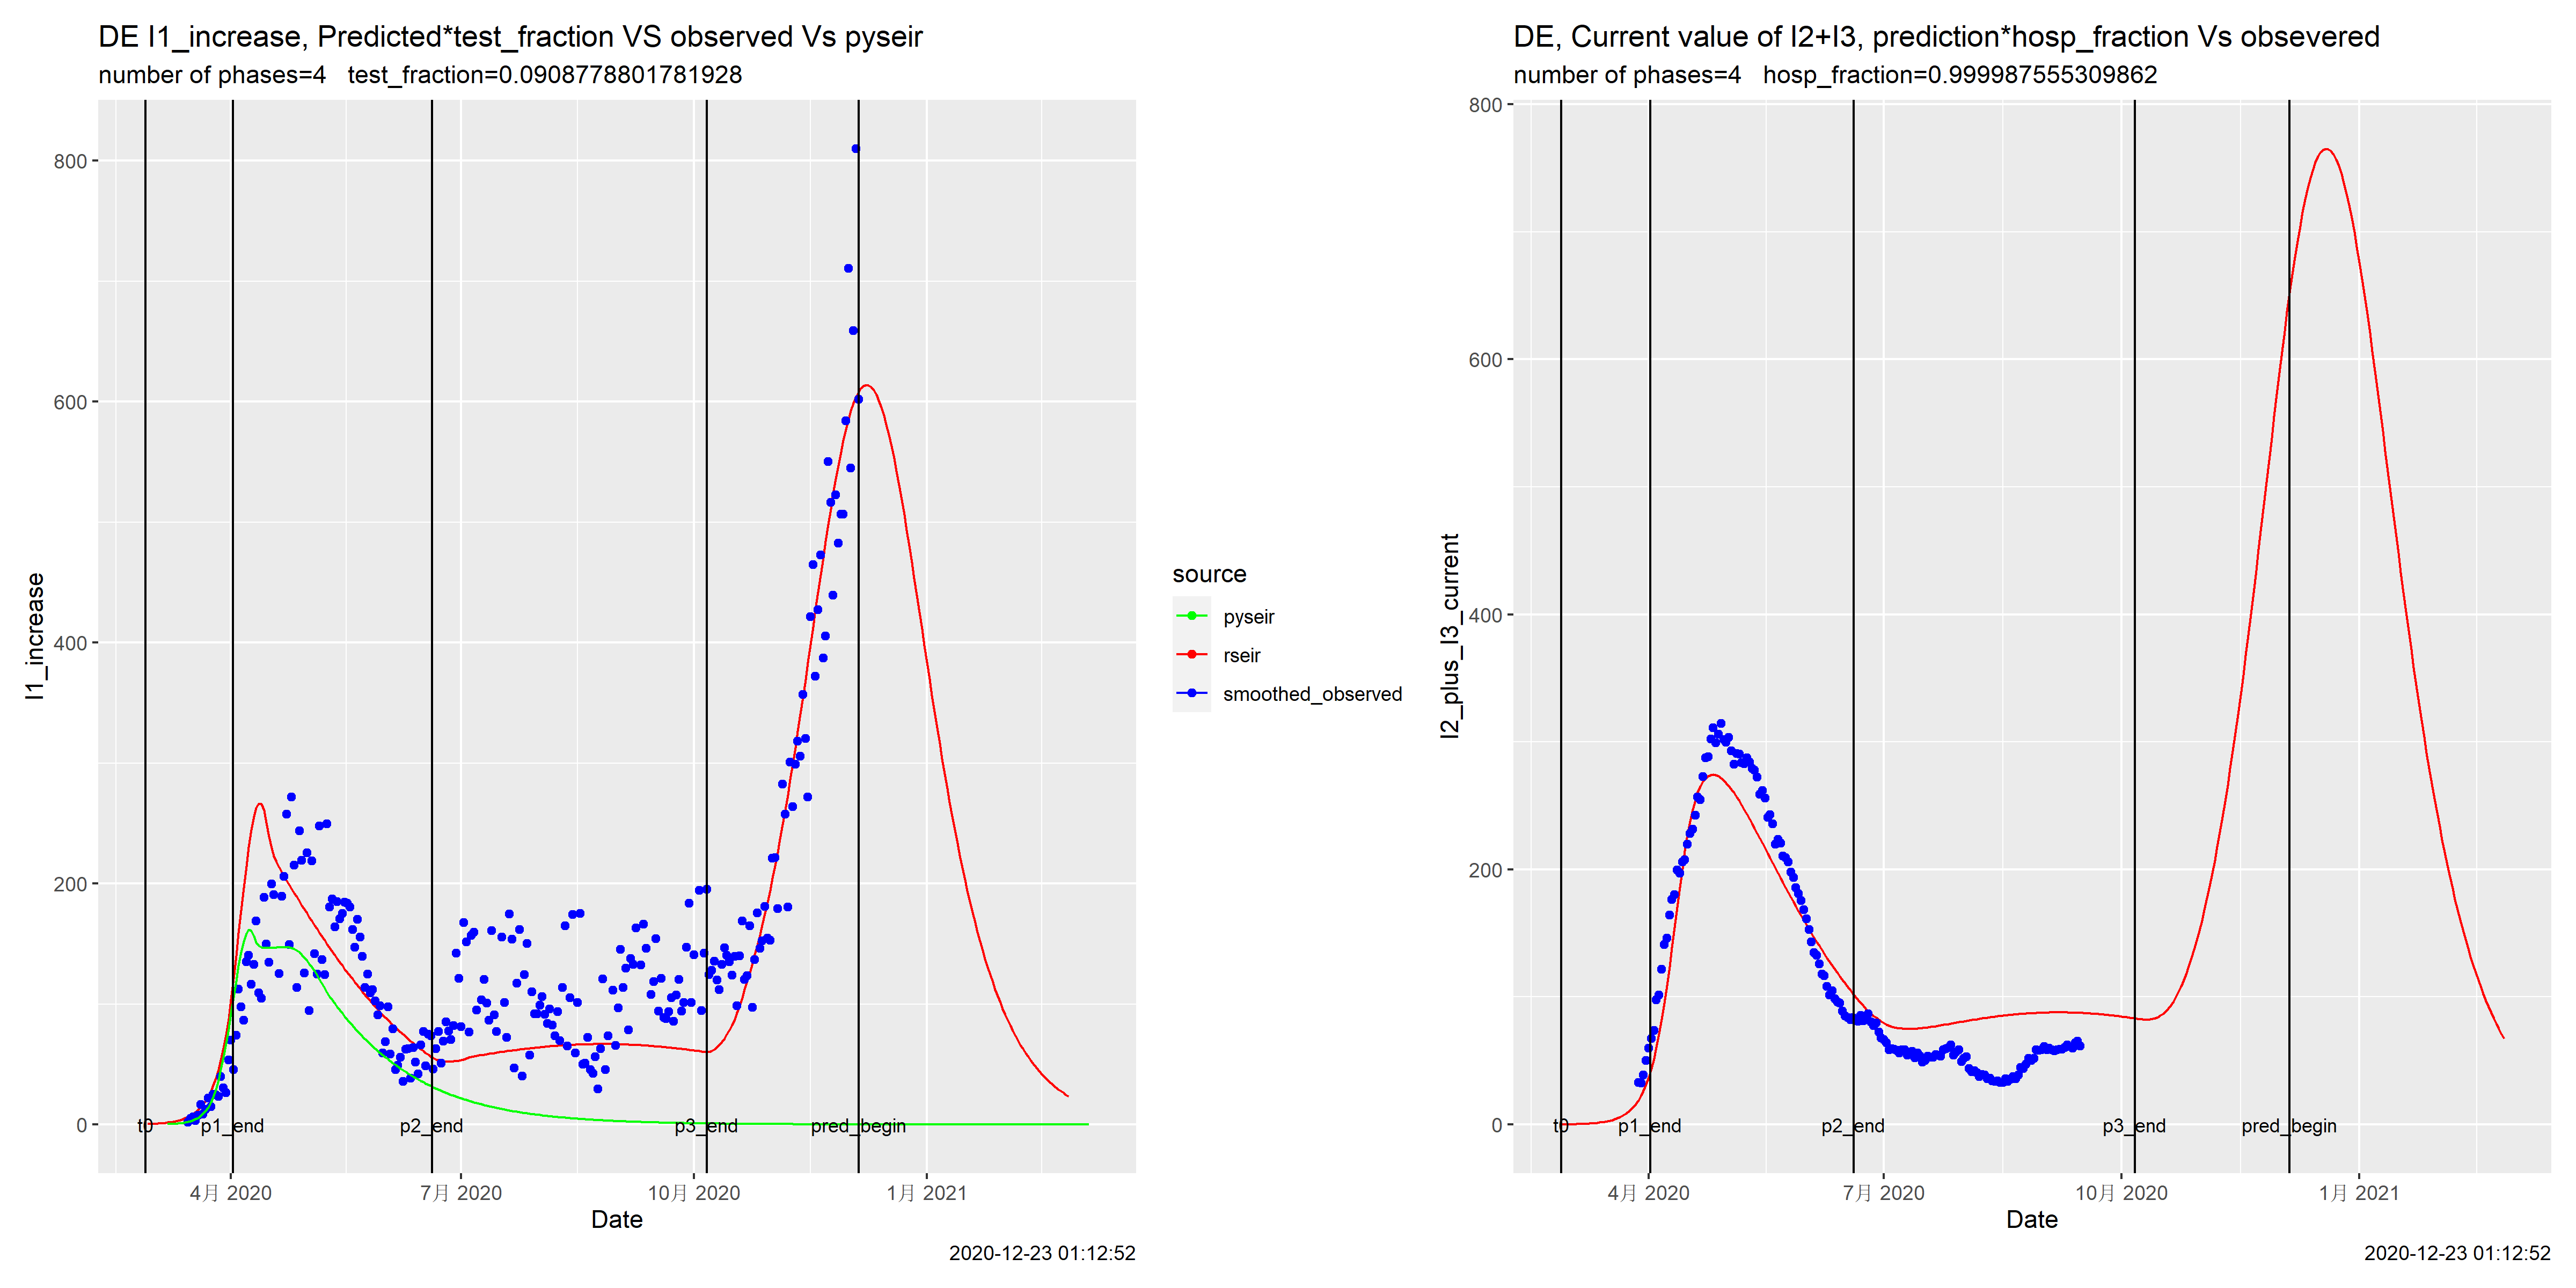 DE I1_increase, Predicted*test_fraction VS observed Vs pyseir
number of phases=4 test_fraction=0.0908778801781928
I1_increase
800
600
400
200
0
t0
p1_end
p2_end
p3_end
pred_begin
4月 2020
7月 2020
10月 2020
1月 2021
Date
2020-12-23 01:12:52
source
pyseir
rseir
smoothed_observed
DE, Current value of I2+I3, prediction*hosp_fraction Vs obsevered
number of phases=4 hosp_fraction=0.999987555309862
I2_plus_I3_current
800
600
400
200
0
t0
p1_end
p2_end
p3_end
pred_begin
4月 2020
7月 2020
10月 2020
1月 2021
Date
2020-12-23 01:12:52